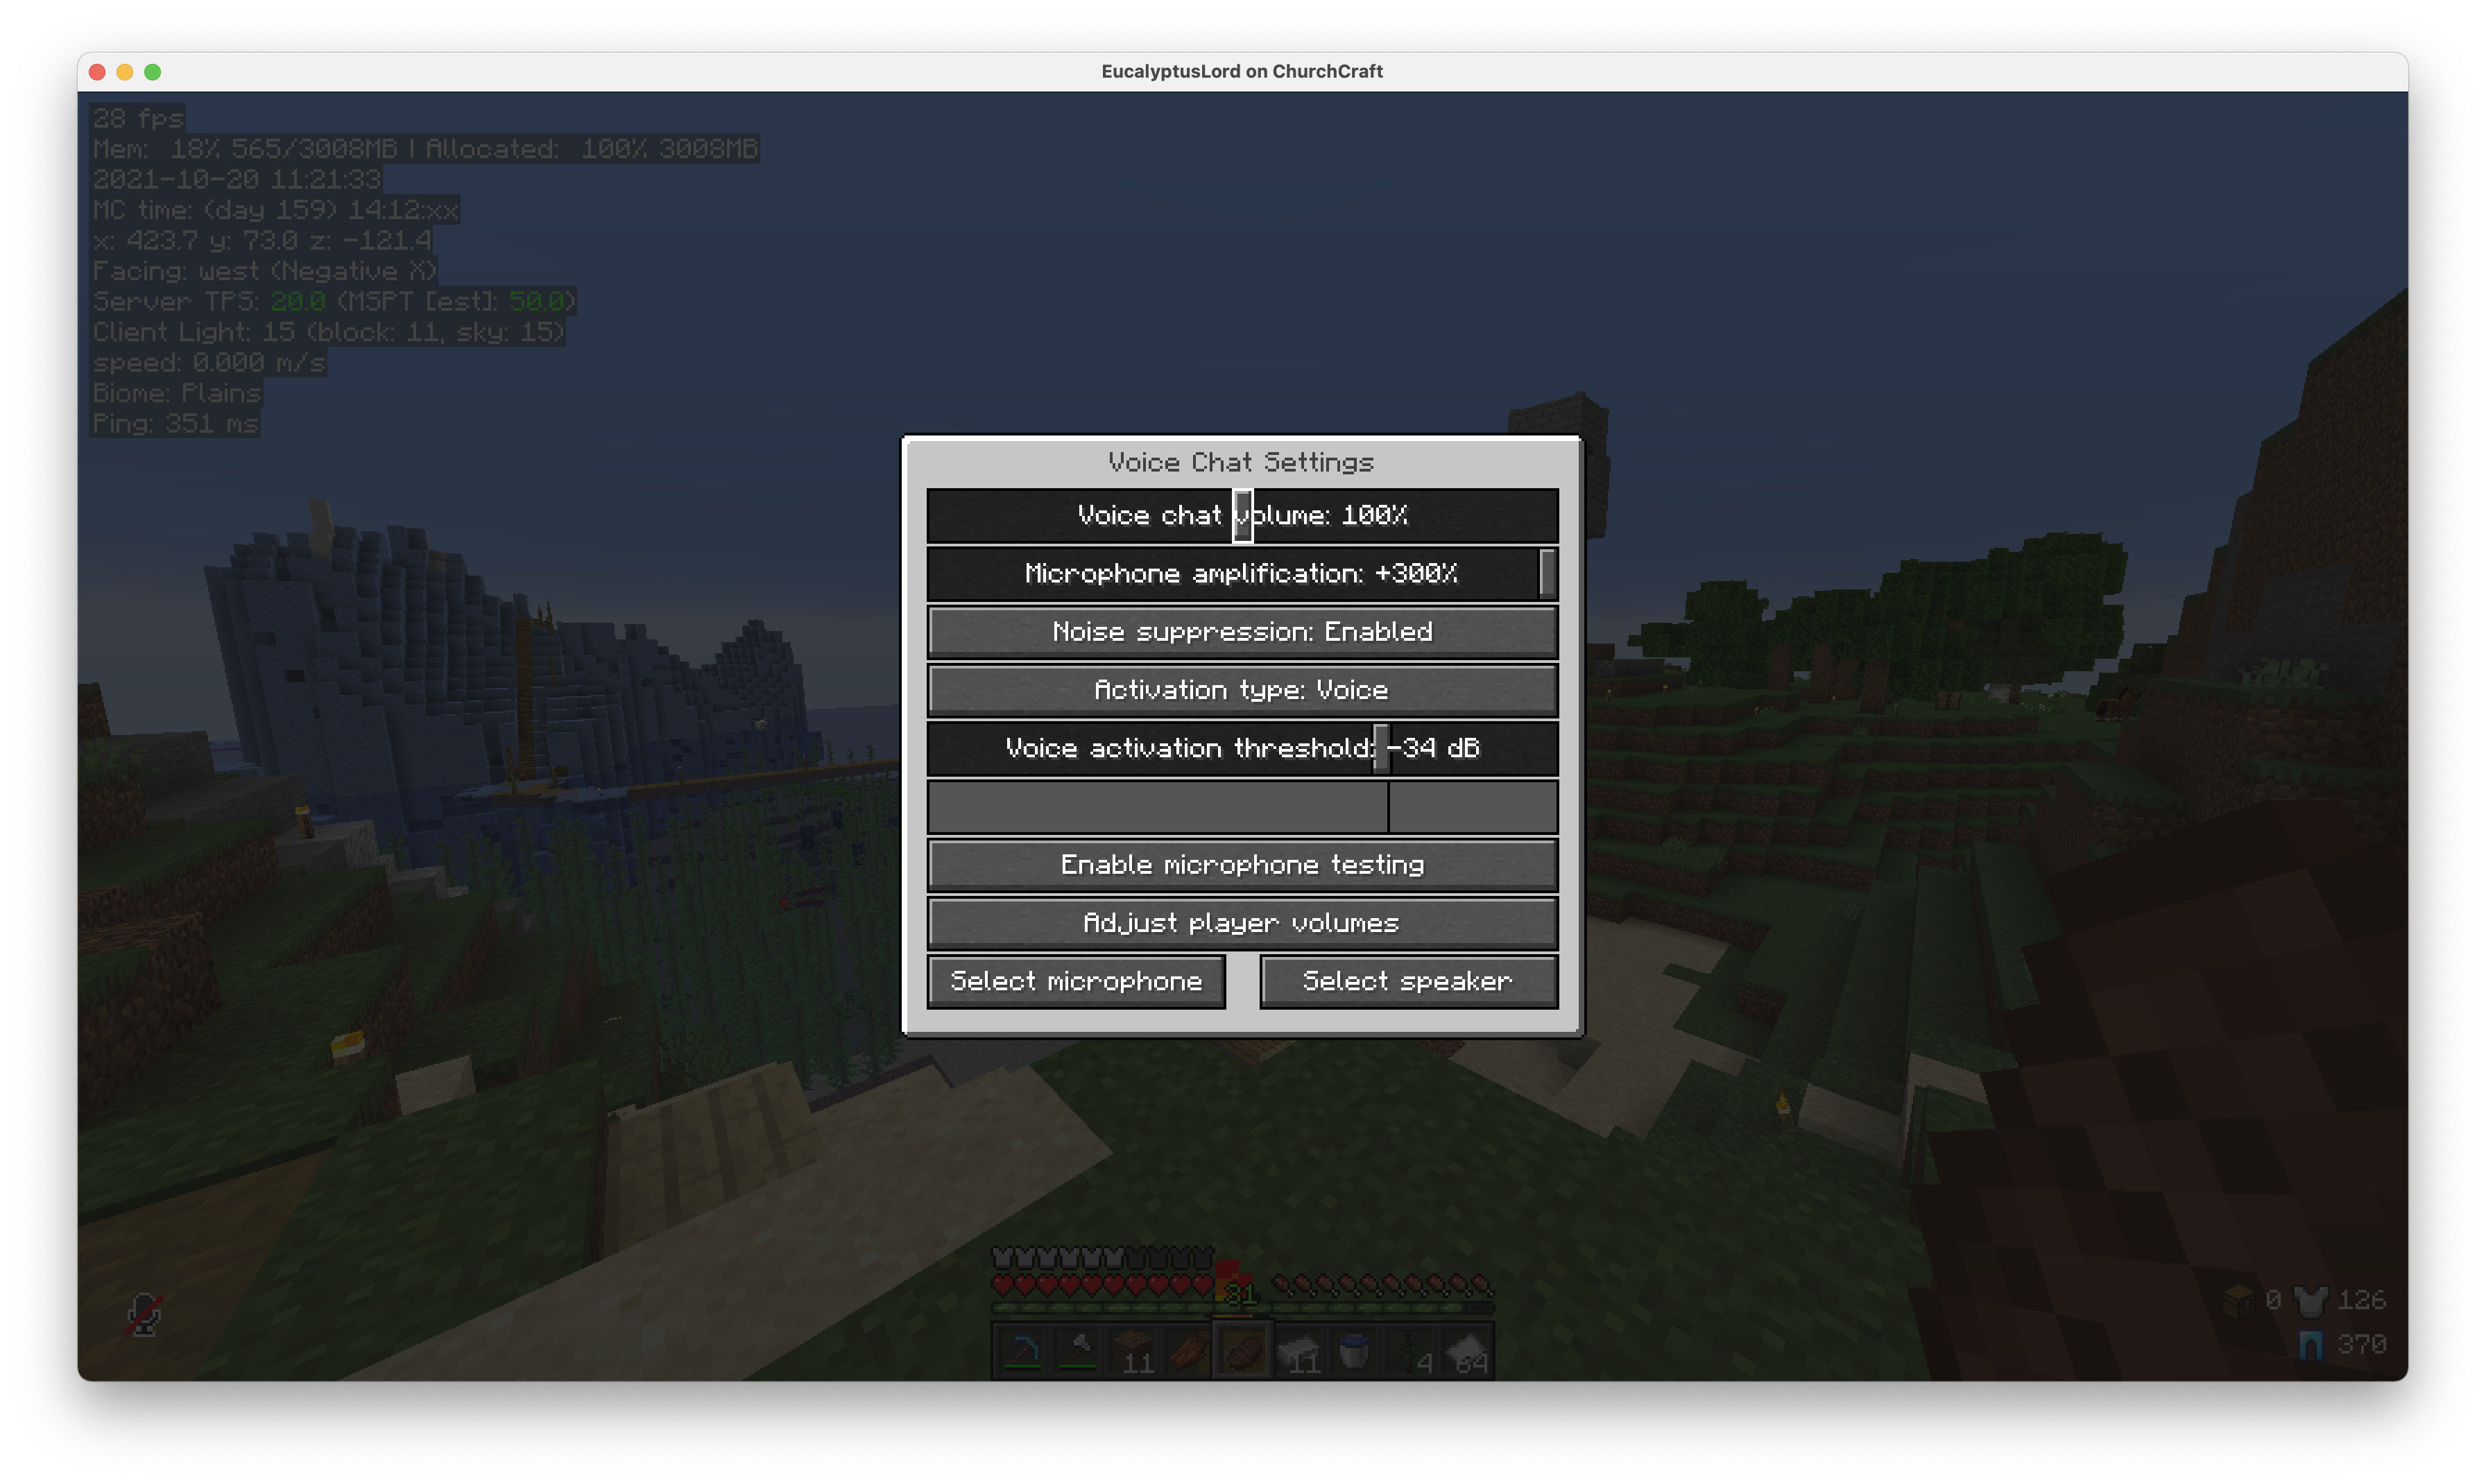 EucalyptusLord on ChurchCraft
28 fps
Mem: 18% 565/3008MB | Allocated: 100% 3008MB
2021-10-20 11:21:33
MC time: (day 159) 14:12:xx
x: 423.7 y: 73.0 z: -121.4
Facing: west (Negative X)
Server TPS: 20.0 (MSPT [est]: 50.0)
Client Light: 15 (block: 11, sky: 15)
speed: 0.000 m/s
Biome: Plains
Ping: 351 ms
Voice Chat Settings
Voice chat volume: 100%
Microphone amplification: +300%
Noise suppression: Enabled
Activation type: Voice
Voice activation threshold: -34 dB
Enable microphone testing
Adjust player volumes
Select microphone Select speaker
81
0 126
370
11 11 4 64